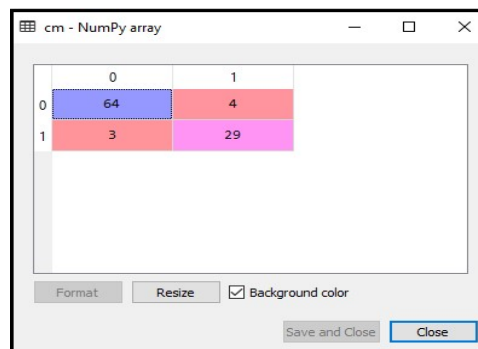 cm - NumPy array
0 1
0 64 4
1 3 29
Format Resize Background color
Save and Close Close